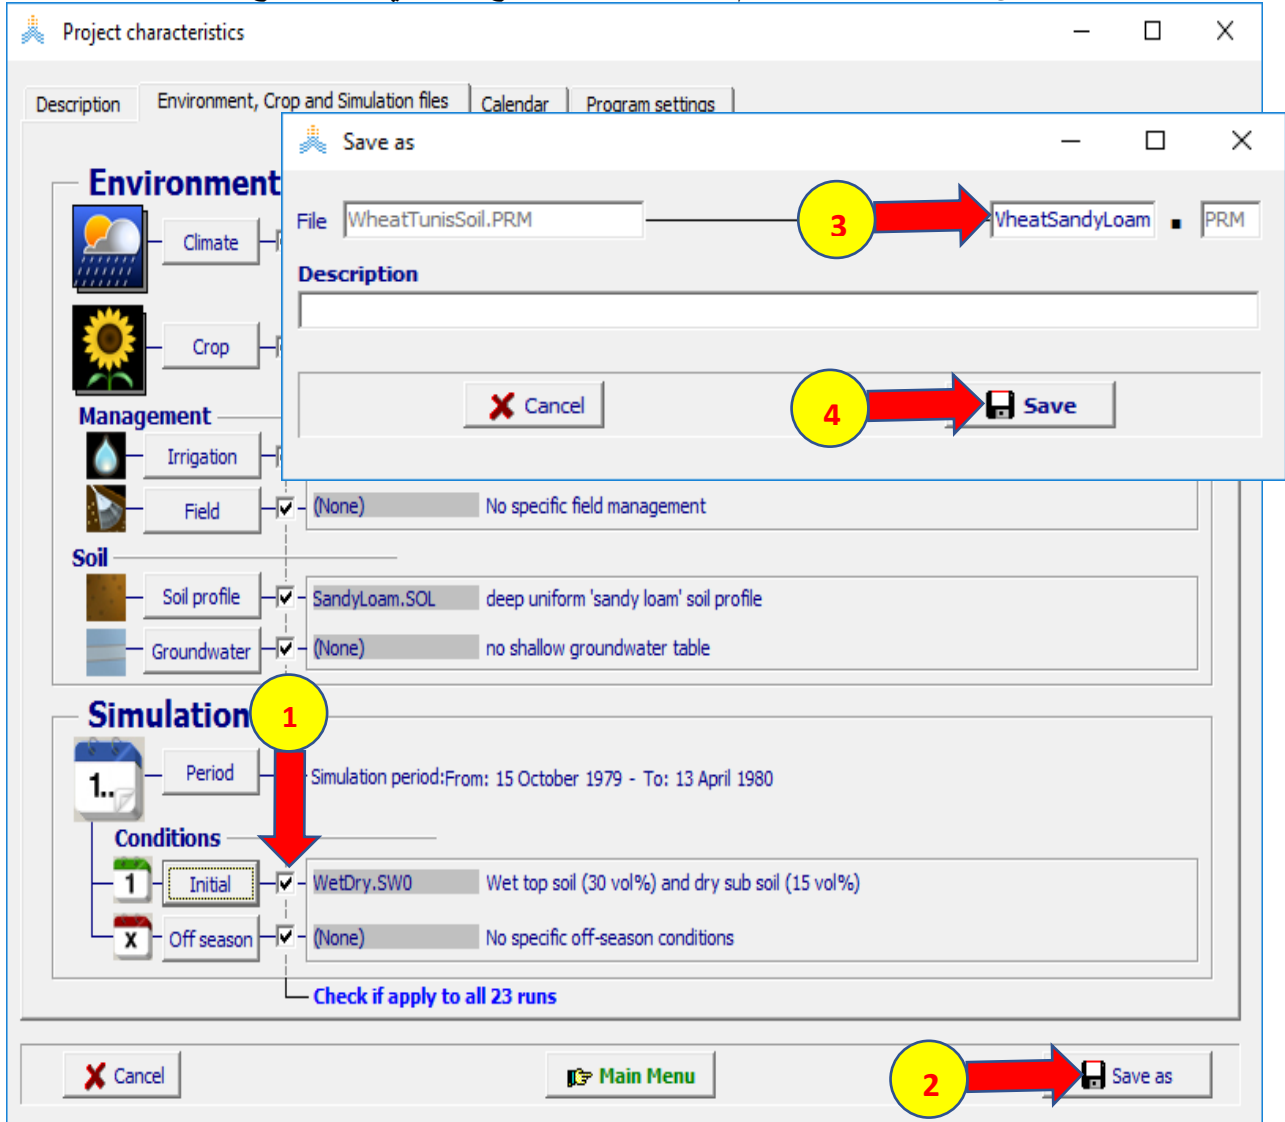 Project characteristics
Description Environment, Crop and Simulation files Calendar Program settings
Save as
File WheatTunisSoil.PRM 3 WheatSandyLoam . PRM
Description
Cancel 4 Save
Environment
Climate
Crop
Management
Irrigation
Field (None) No specific field management
Soil
Soil profile SandyLoam.SOL deep uniform 'sandy loam' soil profile
Groundwater (None) no shallow groundwater table
Simulation 1
1.. Period Simulation period: From: 15 October 1979 - To: 13 April 1980
Conditions
1 Initial WetDry.SW0 Wet top soil (30 vol%) and dry sub soil (15 vol%)
x Off season (None) No specific off-season conditions
Check if apply to all 23 runs
Cancel Main Menu 2 Save as